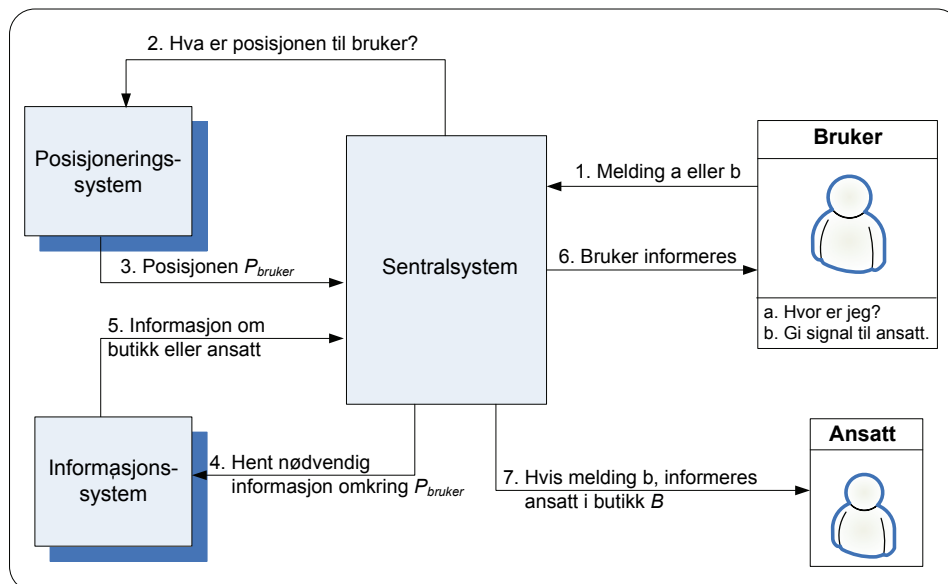 2. Hva er posisjonen til bruker?
Posisjonerings-
system
Bruker
1. Melding a eller b
Sentralsystem
6. Bruker informeres
3. Posisjonen Pbruker
a. Hvor er jeg?
b. Gi signal til ansatt.
5. Informasjon om
butikk eller ansatt
Informasjons-
system
4. Hent nødvendig
informasjon omkring Pbruker
7. Hvis melding b, informeres
ansatt i butikk B
Ansatt